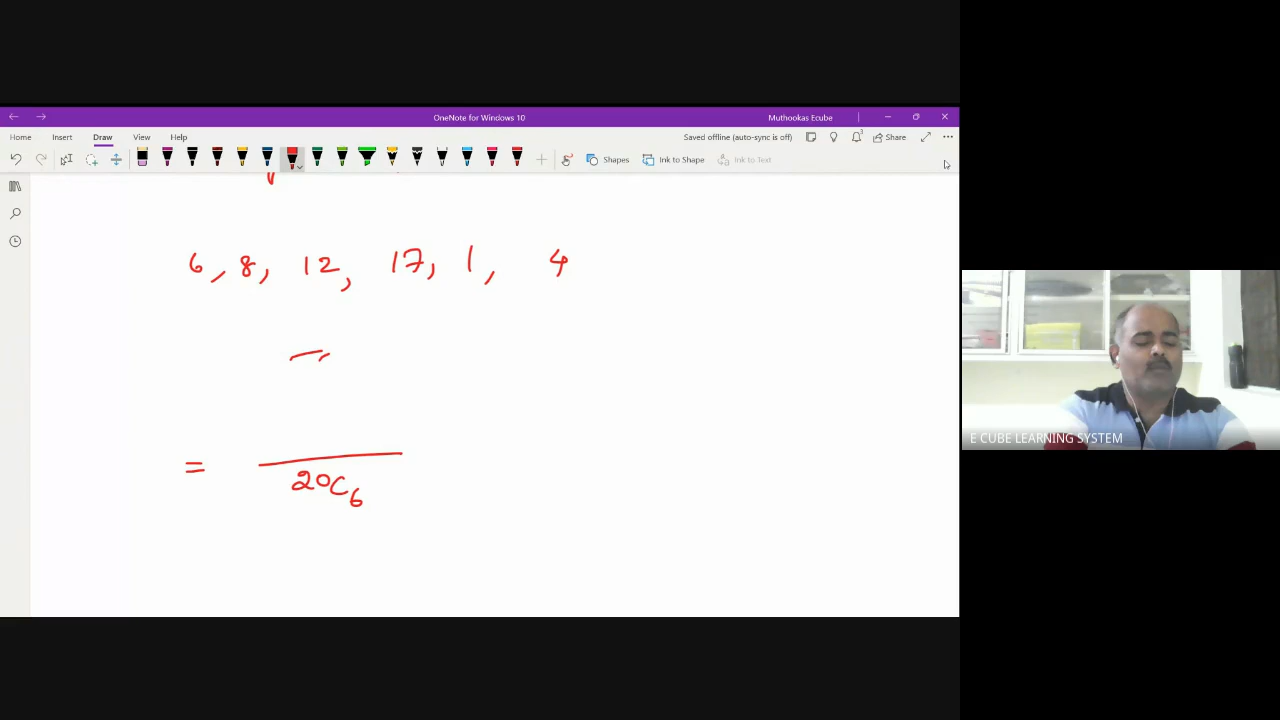 OneNote for Windows 10
Muthookas Ecube
Home Insert Draw View Help
Saved offline (auto-sync is off)
3
Share
Shapes
Ink to Shape
Ink to Text
6, 8, 12, 17, 1, 4
=
20C6
E CUBE LEARNING SYSTEM